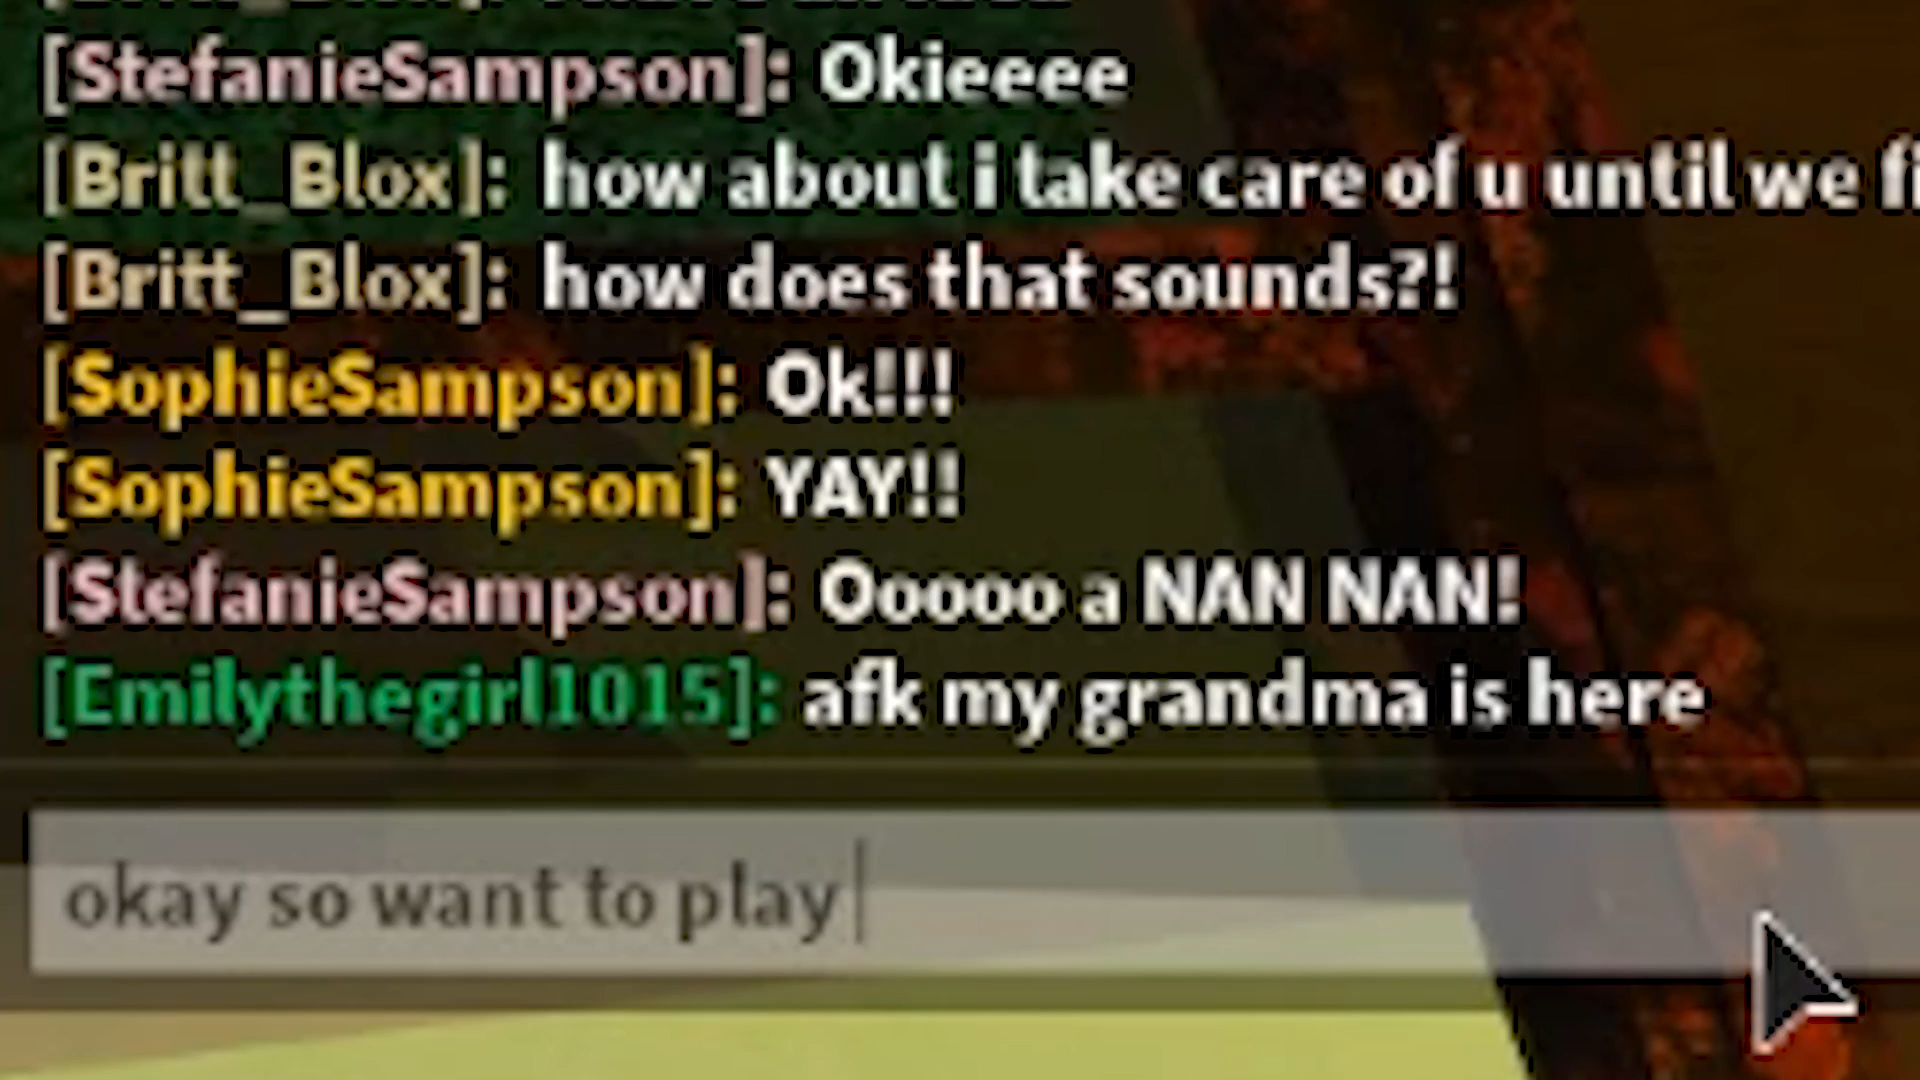 [StefanieSampson]: Okieeee
[Britt_Blox]: how about i take care of u until we
[Britt_Blox]: how does that sounds?!
[SophieSampson]: Ok!!!
[SophieSampson]: YAY!!
[StefanieSampson]: Ooooo a NAN NAN!
[Emilythegirl1015]: afk my grandma is here
okay so want to play